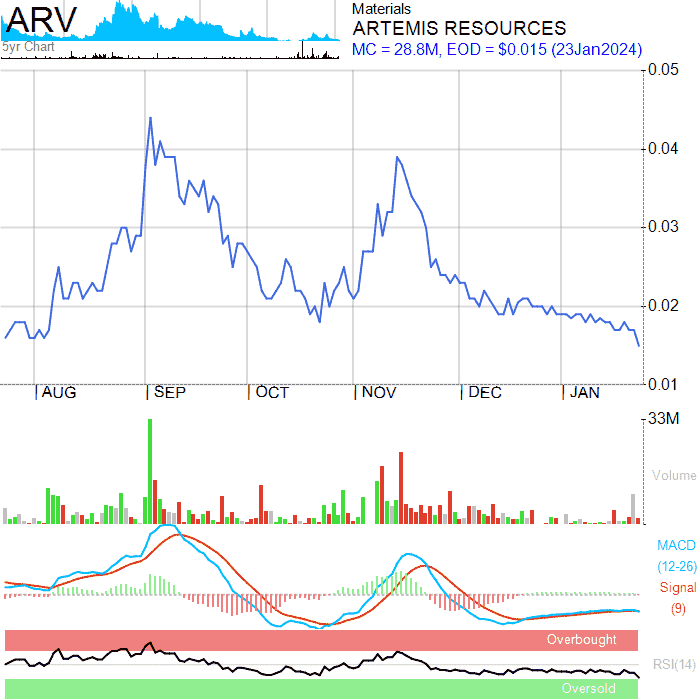 ARV
5yr Chart
Materials
ARTEMIS RESOURCES
MC = 28.8M, EOD = $0.015 (23Jan2024)
0.05
0.04
0.03
0.02
0.01
AUG
SEP
OCT
NOV
DEC
JAN
33M
Volume
MACD
(12-26)
Signal
(9)
Overbought
RSI(14)
Oversold